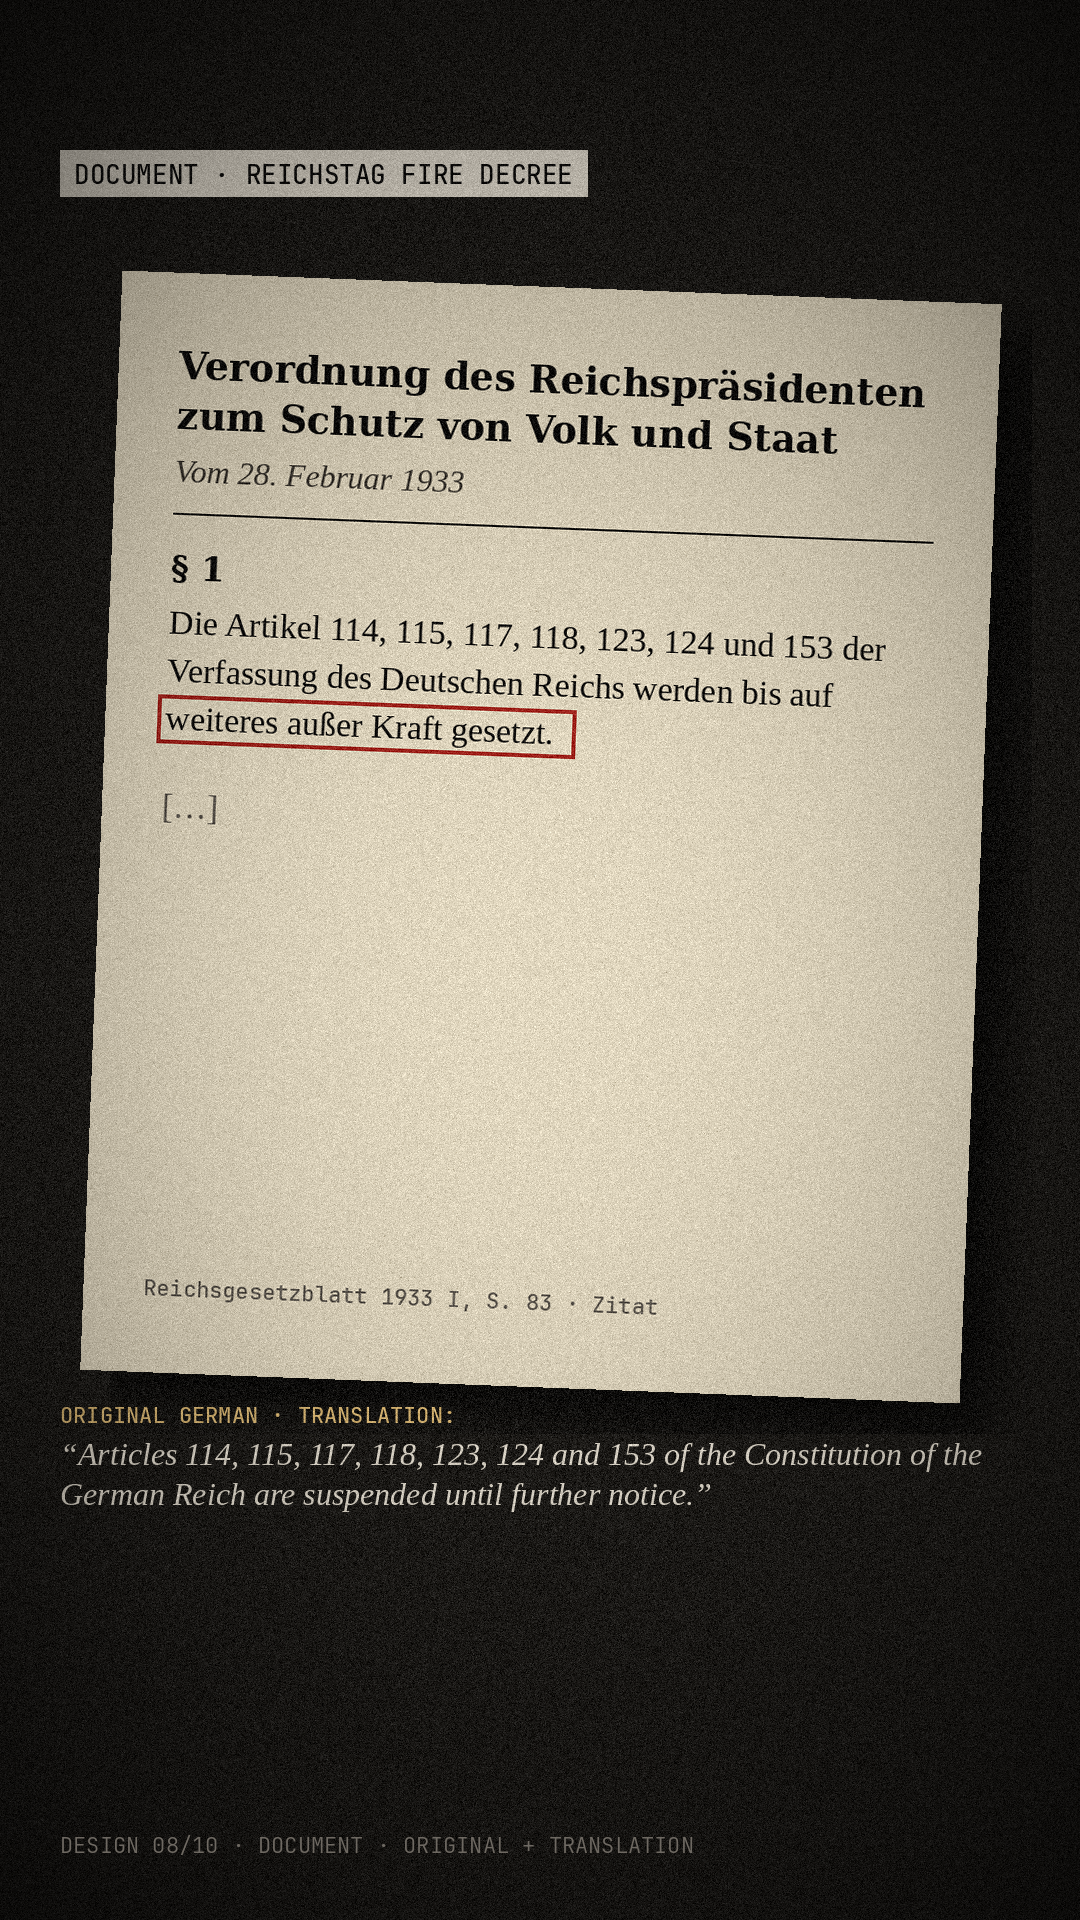 DOCUMENT · REICHSTAG FIRE DECREE
Verordnung des Reichspräsidenten
zum Schutz von Volk und Staat
Vom 28. Februar 1933
§ 1
Die Artikel 114, 115, 117, 118, 123, 124 und 153 der
Verfassung des Deutschen Reichs werden bis auf
weiteres außer Kraft gesetzt.
[…]
Reichsgesetzblatt 1933 I, S. 83 · Zitat
ORIGINAL GERMAN · TRANSLATION:
“Articles 114, 115, 117, 118, 123, 124 and 153 of the Constitution of the
German Reich are suspended until further notice.”
DESIGN 08/10 · DOCUMENT · ORIGINAL + TRANSLATION